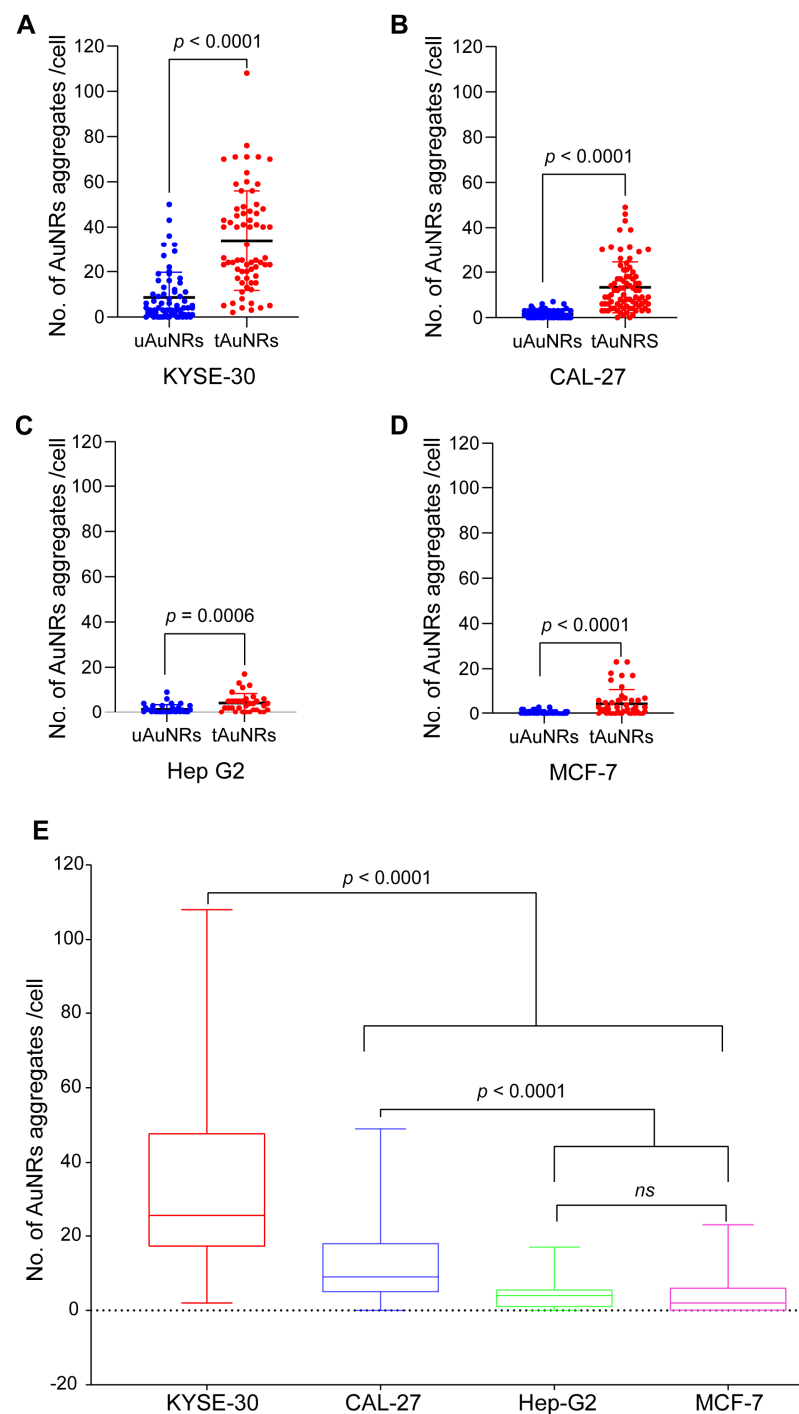 A
No. of AuNRs aggregates /cell
120
100
80
60
40
20
0
p < 0.0001
uAuNRs tAuNRs
KYSE-30
B
No. of AuNRs aggregates /cell
120
100
80
60
40
20
0
p < 0.0001
uAuNRs tAuNRS
CAL-27
C
No. of AuNRs aggregates /cell
120
100
80
60
40
20
0
p = 0.0006
uAuNRs tAuNRs
Hep G2
D
No. of AuNRs aggregates /cell
120
100
80
60
40
20
0
p < 0.0001
uAuNRs tAuNRS
MCF-7
E
No. of AuNRs aggregates /cell
120
100
80
60
40
20
0
-20
p < 0.0001
p < 0.0001
ns
KYSE-30 CAL-27 Hep-G2 MCF-7